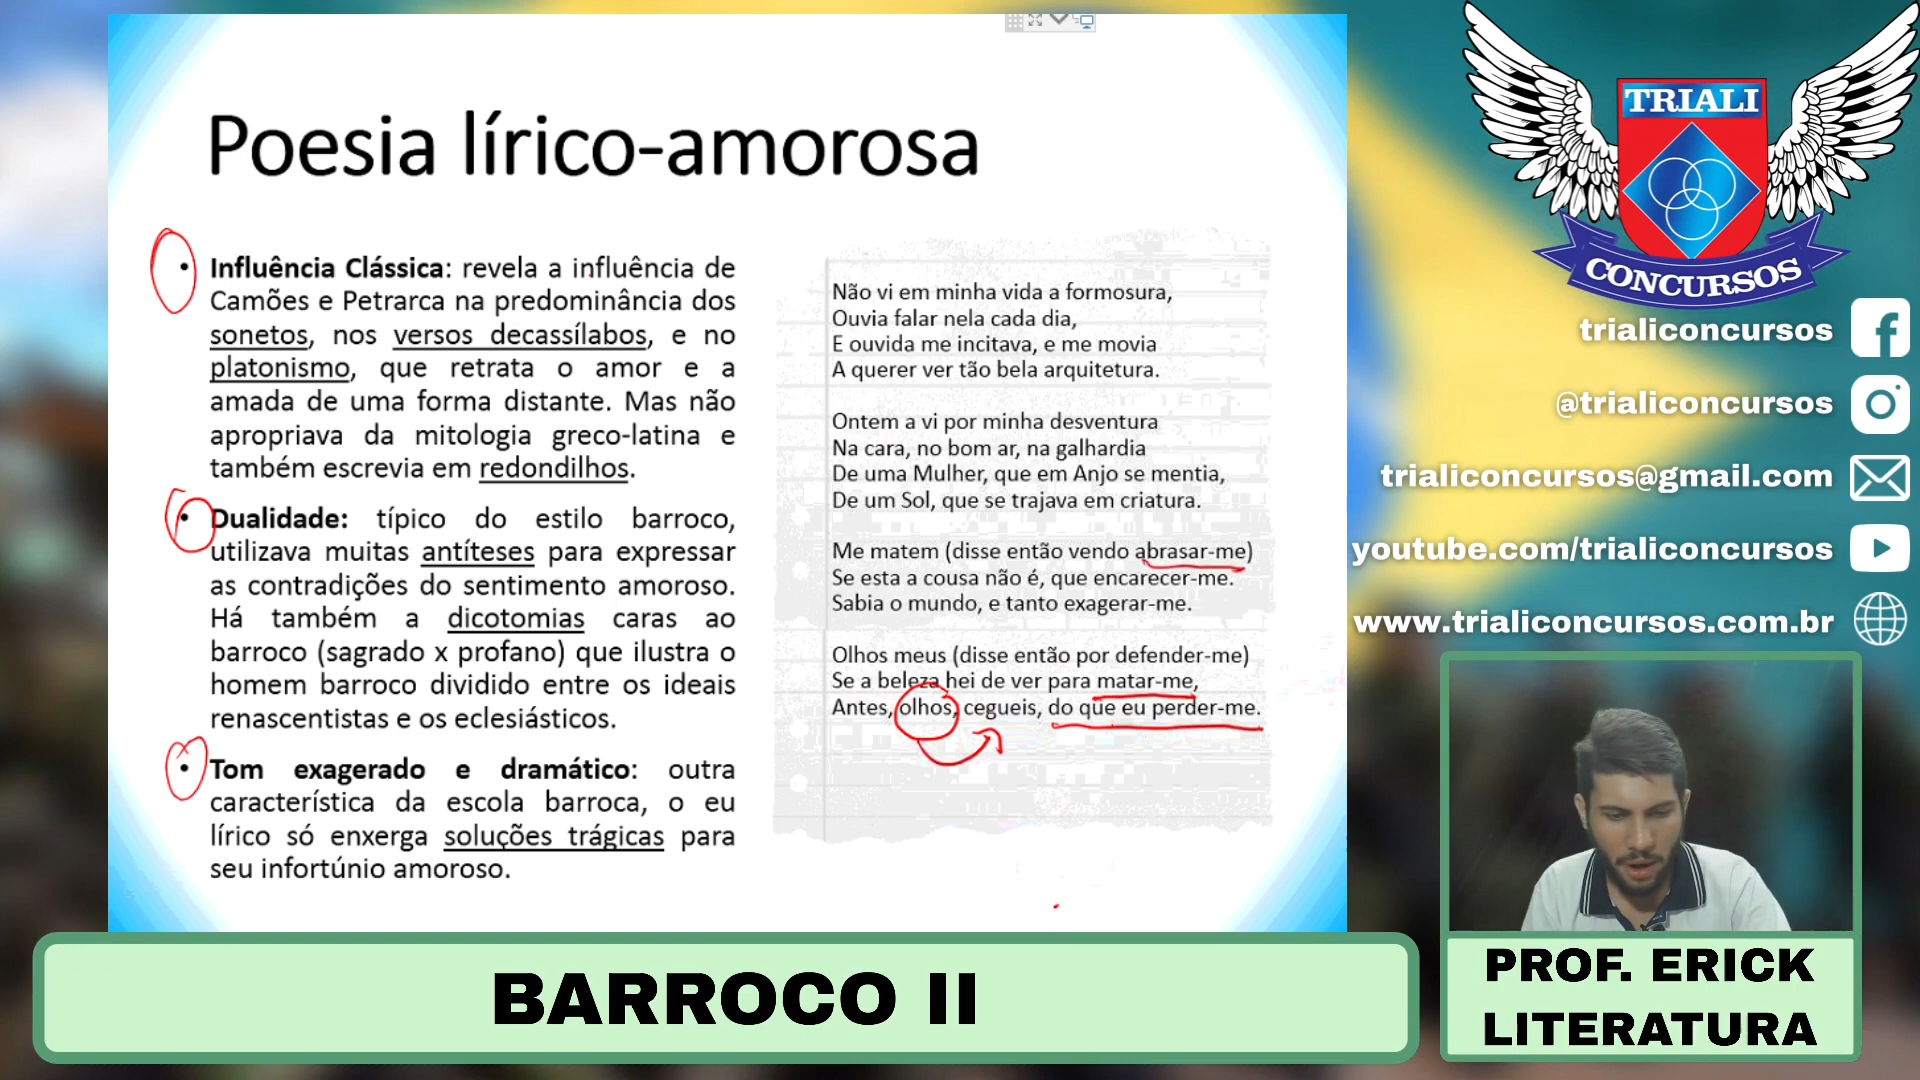 Poesia lírico-amorosa
• Influência Clássica: revela a influência de
Camões e Petrarca na predominância dos
sonetos, nos versos decassílabos, e no
platonismo, que retrata o amor e a
amada de uma forma distante. Mas não
apropriava da mitologia greco-latina e
também escrevia em redondilhos.
• Dualidade: típico do estilo barroco,
utilizava muitas antíteses para expressar
as contradições do sentimento amoroso.
Há também a dicotomias caras ao
barroco (sagrado x profano) que ilustra o
homem barroco dividido entre os ideais
renascentistas e os eclesiásticos.
• Tom exagerado e dramático: outra
característica da escola barroca, o eu
lírico só enxerga soluções trágicas para
seu infortúnio amoroso.
Não vi em minha vida a formosura,
Ouvia falar nela cada dia,
E ouvida me incitava, e me movia
A querer ver tão bela arquitetura.
Ontem a vi por minha desventura
Na cara, no bom ar, na galhardia
De uma Mulher, que em Anjo se mentia,
De um Sol, que se trajava em criatura.
Me matem (disse então vendo abrasar-me)
Se esta a cousa não é, que encarecer-me.
Sabia o mundo, e tanto exagerar-me.
Olhos meus (disse então por defender-me)
Se a beleza hei de ver para matar-me,
Antes, olhos, cegueis, do que eu perder-me.
TRIALI
CONCURSOS
trialiconcursos
@trialiconcursos
trialiconcursos@gmail.com
youtube.com/trialiconcursos
www.trialiconcursos.com.br
BARROCO II
PROF. ERICK
LITERATURA